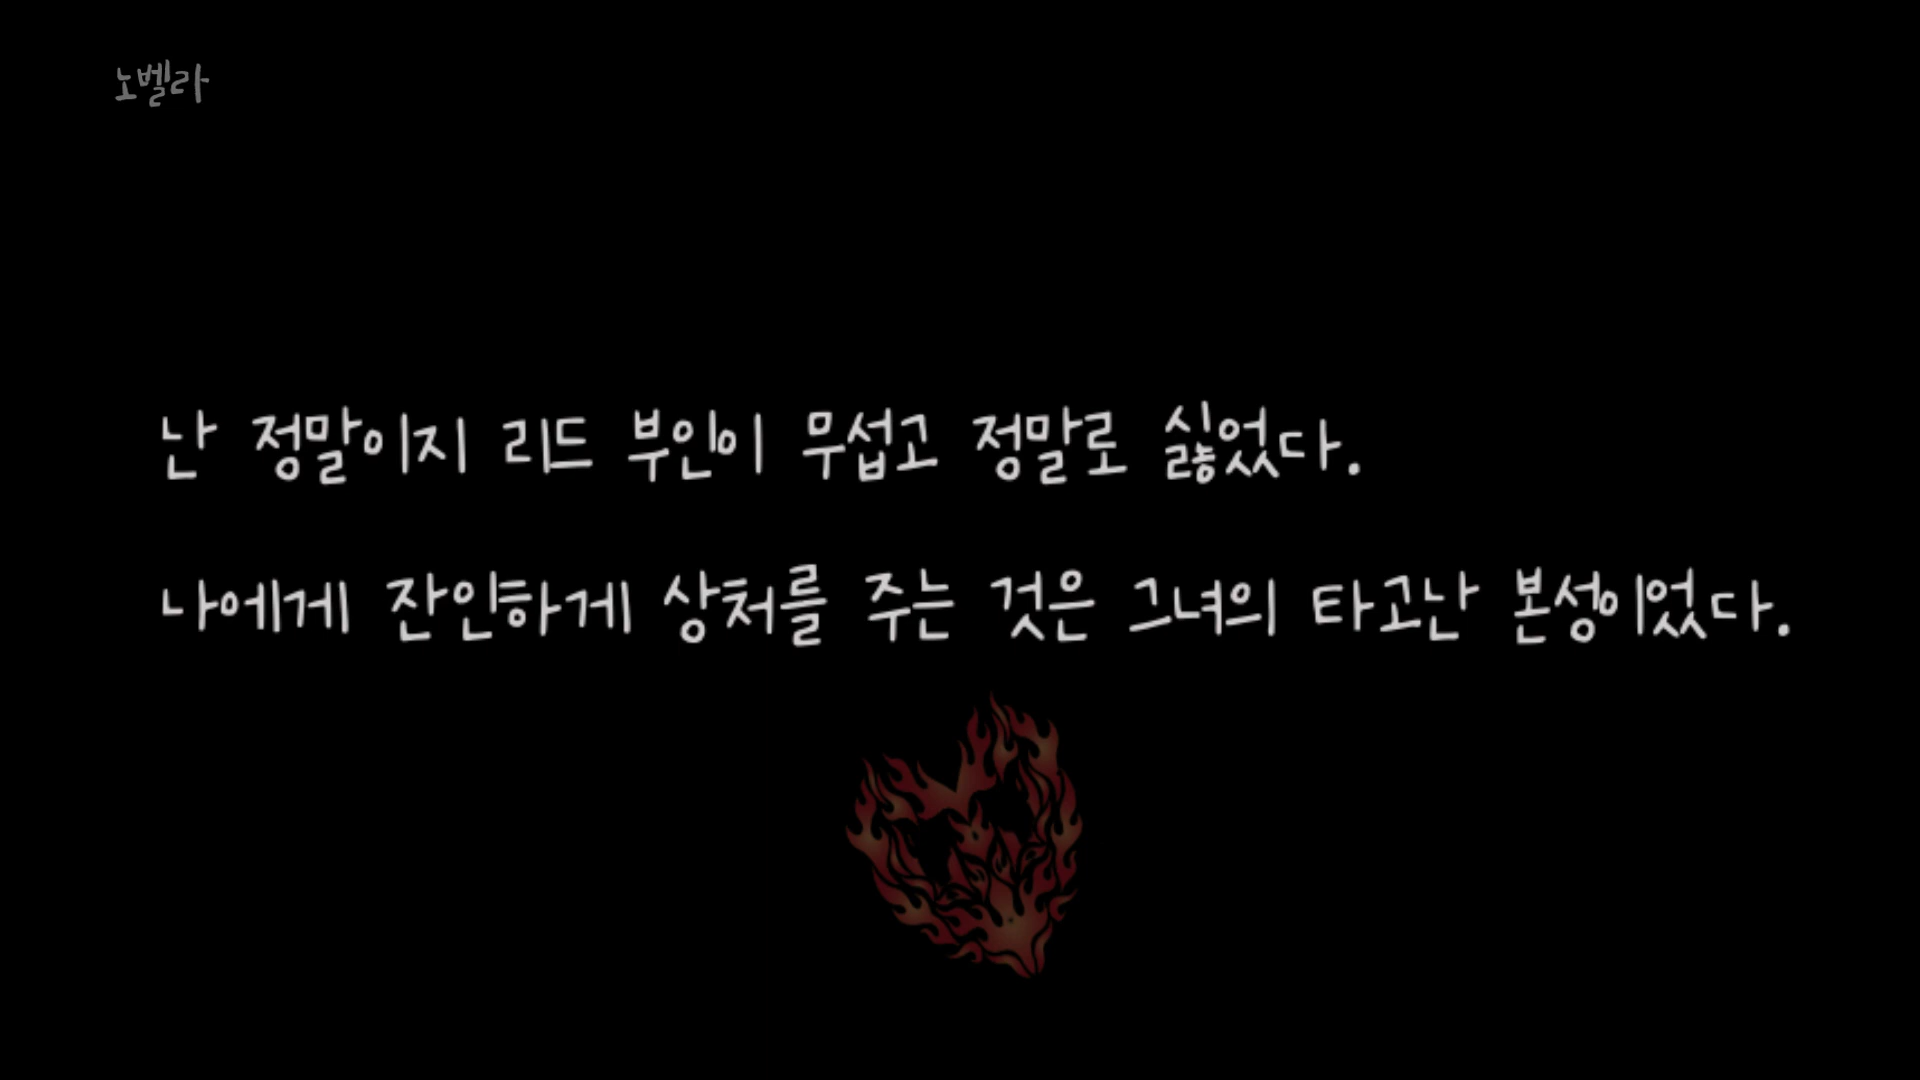 노벨라
난 정말이지 리드 부인이 무섭고 정말로 싫었다.
나에게 잔인하게 상처를 주는 것은 그녀의 타고난 본성이었다.